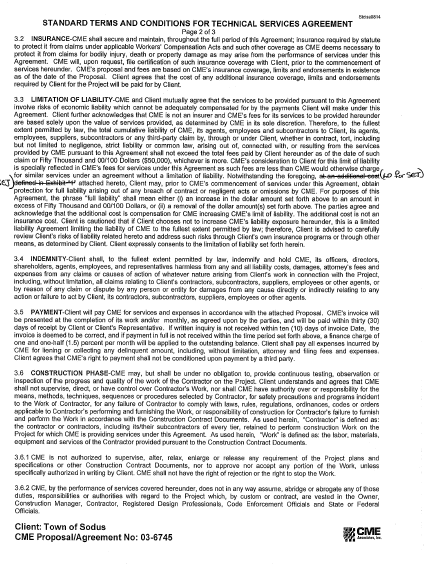 Stdaad814
STANDARD TERMS AND CONDITIONS FOR TECHNICAL SERVICES AGREEMENT
Page 2 of 3
3.2 INSURANCE-CME shall secure and maintain, throughout the full period of this Agreement; insurance required by statute
to protect it from claims under applicable Workers' Compensation Acts and such other coverage as CME deems necessary
to protect it from claims for bodily injury, death or property damage as may arise from the performance of services under this
Agreement. CME will, upon request, file certification of such insurance coverage with Client, prior to the commencement of
services hereunder. CME's proposal and fees are based on CME's insurance coverage, limits and endorsements in existence
as of the date of Proposal. Client agrees that the cost of any additional insurance coverage, limits and endorsements
required by Client for the Project will be paid for by Client.
3.3 LIMITATION OF LIABILITY-CME and Client mutually agree that the services to be provided pursuant to this Agreement
involve risks of economic liability which cannot be adequately compensated for by the payments Client will make under this
Agreement. Client further acknowledges that CME is not an insurer and CME's fees for its services to be provided hereunder
are based solely upon the value of services provided, as determined by CME in its sole discretion. Therefore, to the fullest
extent permitted by law, the total cumulative liability of CME, its agents, employees and subcontractors to Client, its agents,
employees, suppliers, subcontractors or any third-party claim by, through or under Client, whether in contract, tort, including
but not limited to negligence, strict liability or common law, arising out of, connected with, or resulting from the services
provided by CME pursuant to this Agreement shall not exceed the total fees paid by Client hereunder as of the date of such
claim or Fifty Thousand and 00/100 Dollars ($50,000), whichever is more. CME's consideration to Client for this limit of liability
is specially reflected in CME's fees for services under this Agreement as such fees are less than CME would otherwise charge
for similar services under an agreement without a limitation of liability. Notwithstanding the foregoing, at an additional cost
defined in Exhibit "I" attached hereto, Client may, prior to CME's commencement of services under this Agreement, obtain
protection for full liability arising out of any breach of contract or negligent acts or omissions by CME. For purposes of this
Agreement, the phrase "full liability" shall mean either (i) an increase in the dollar amount set forth above to an amount in
excess of Fifty Thousand and 00/100 Dollars, or (ii) a removal of the dollar amount(s) set forth above. The parties agree and
acknowledge that the additional cost is compensation to CME for increasing CME's limit of liability. The additional cost is not an
insurance cost. Client is cautioned that if Client chooses not to increase CME's liability exposure hereunder, this is a limited
liability Agreement limiting the liability of CME to the fullest extent permitted by law; therefore, Client is advised to carefully
review Client's risks of liability related hereto and address such risks through Client's own insurance programs or through other
means, as determined by Client. Client expressly consents to the limitation of liability set forth herein.
3.4 INDEMNITY-Client shall, to the fullest extent permitted by law, indemnify and hold CME, its officers, directors,
shareholders, agents, employees, and representatives harmless from any and all liability costs, damages, attorney's fees and
expenses from any claims or causes of action of whatever nature arising from Client's work in connection with the Project,
including, without limitation, all claims relating to Client's contractors, subcontractors, suppliers, employees or other agents, or
by reason of any claim or dispute by any person or entity for damages from any cause directly or indirectly relating to any
action or failure to act by Client, its contractors, subcontractors, suppliers, employees or other agents.
3.5 PAYMENT-Client will pay CME for services and expenses in accordance with the attached Proposal. CME's invoice will
be presented at the completion of its work and/or monthly, as agreed upon by the parties, and will be paid within thirty (30)
days of receipt by Client or Client's Representative. If written inquiry is not received within ten (10) days of invoice date, the
invoice is deemed to be correct, and if payment in full is not received within the time period set forth above, a finance charge of
one and one-half (1.5) percent per month will be applied to the outstanding balance. Client shall pay all expenses incurred by
CME for liening or collecting any delinquent amount, including, without limitation, attorney and filing fees and expenses.
Client agrees that CME's right to payment shall not be conditioned upon payment by a third party.
3.6 CONSTRUCTION PHASE-CME may, but shall be under no obligation to, provide continuous testing, observation or
inspection of the progress and quality of the work of the Contractor on the Project. Client understands and agrees that CME
shall not supervise, direct, or have control over Contractor's Work, nor shall CME have authority over or responsibility for the
means, methods, techniques, sequences or procedures selected by Contractor, for safety precautions and programs incident
to the Work of Contractor, or for any failure of Contractor to comply with laws, rules, regulations, ordinances, codes or orders
applicable to Contractor's performing and furnishing the Work, or responsibility of construction for Contractor's failure to furnish
and perform the Work in accordance with the Construction Contract Documents. As used herein, "Contractor" is defined as:
the contractor or contractors, including its/their subcontractors of every tier, retained to perform construction Work on the
Project for which CME is providing services under this Agreement. As used herein, "Work" is defined as: the labor, materials,
equipment and services of the Contractor provided pursuant to the Construction Contract Documents.
3.6.1 CME is not authorized to supervise, alter, relax, enlarge or release any requirement of the Project plans and
specifications or other Construction Contract Documents, nor to approve or accept any portion of the Work, unless
specifically authorized in writing by Client. CME shall not have the right of rejection or the right to stop the Work.
3.6.2 CME, by the performance of services covered hereunder, does not in any way assume, abridge or abrogate any of those
duties, responsibilities or authorities with regard to the Project which, by custom or contract, are vested in the Owner,
Construction Manager, Contractor, Registered Design Professionals, Code Enforcement Officials and State or Federal
Officials.
Client: Town of Sodus
CME Proposal/Agreement No: 03-6745
CME
Associates, Inc.